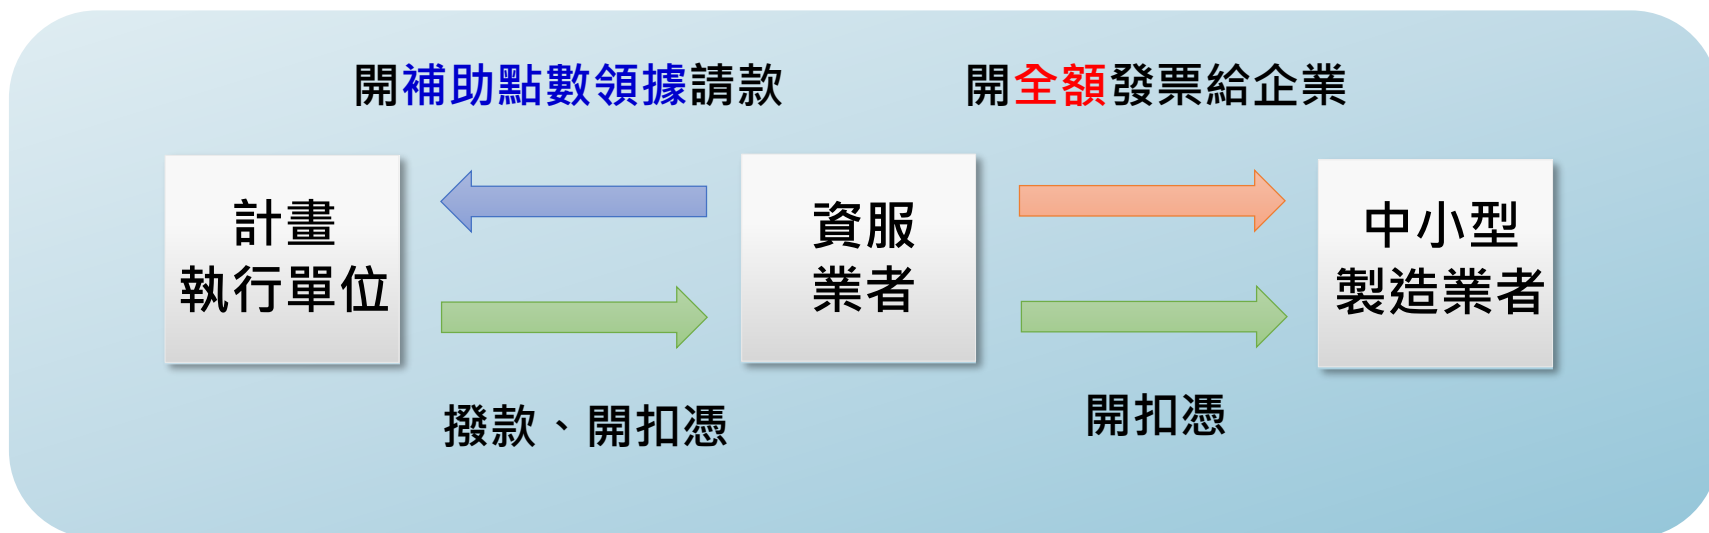 開補助點數領據請款
開全額發票給企業
計畫
執行單位
資服
業者
中小型
製造業者
撥款、開扣憑
開扣憑